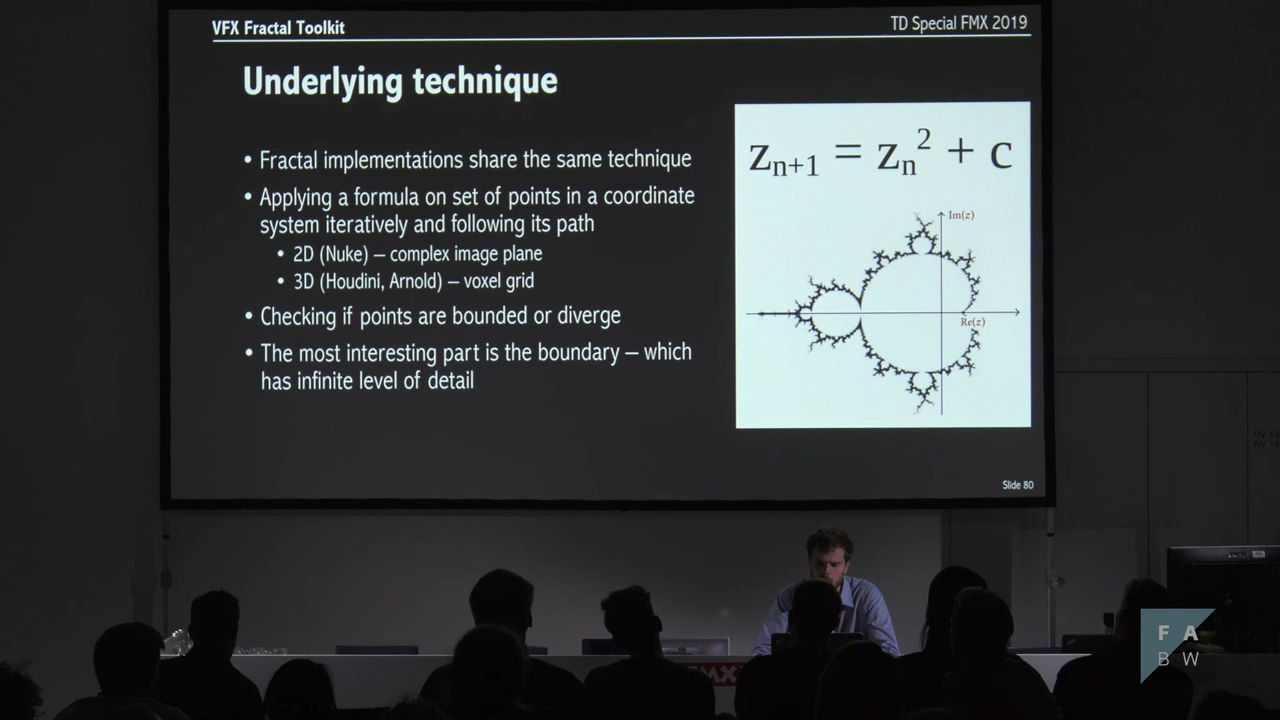 VFX Fractal Toolkit
TD Special FMX 2019
Underlying technique
• Fractal implementations share the same technique
• Applying a formula on set of points in a coordinate
system iteratively and following its path
• 2D (Nuke) – complex image plane
• 3D (Houdini, Arnold) – voxel grid
• Checking if points are bounded or diverge
• The most interesting part is the boundary – which
has infinite level of detail
zₙ₊₁ = zₙ² + c
Im(z)
Re(z)
Slide 80
FMX
F A
B W